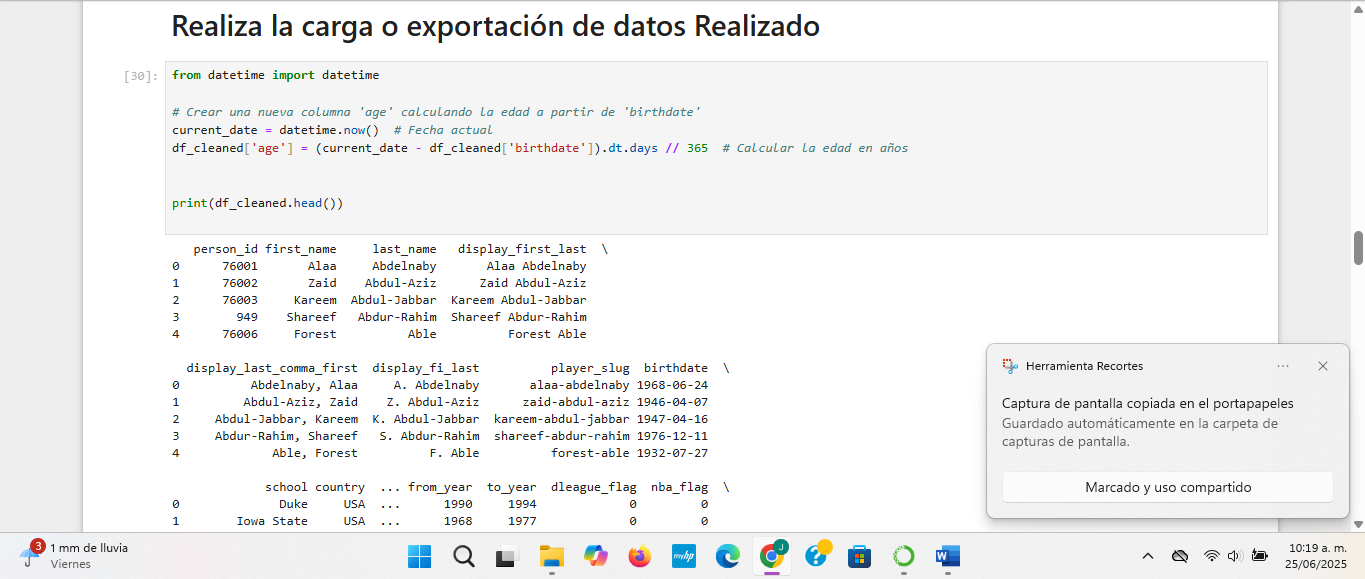 Realiza la carga o exportación de datos Realizado
[30]:
from datetime import datetime
# Crear una nueva columna 'age' calculando la edad a partir de 'birthdate'
current_date = datetime.now()  # Fecha actual
df_cleaned['age'] = (current_date - df_cleaned['birthdate']).dt.days // 365  # Calcular la edad en años
print(df_cleaned.head())
   person_id first_name     last_name   display_first_last  \
0      76001       Alaa     Abdelnaby       Alaa Abdelnaby
1      76002       Zaid    Abdul-Aziz      Zaid Abdul-Aziz
2      76003     Kareem  Abdul-Jabbar  Kareem Abdul-Jabbar
3        949    Shareef   Abdur-Rahim  Shareef Abdur-Rahim
4      76006     Forest          Able          Forest Able
  display_last_comma_first  display_fi_last          player_slug  birthdate  \
0          Abdelnaby, Alaa     A. Abdelnaby       alaa-abdelnaby 1968-06-24
1         Abdul-Aziz, Zaid    Z. Abdul-Aziz      zaid-abdul-aziz 1946-04-07
2     Abdul-Jabbar, Kareem  K. Abdul-Jabbar  kareem-abdul-jabbar 1947-04-16
3     Abdur-Rahim, Shareef   S. Abdur-Rahim  shareef-abdur-rahim 1976-12-11
4             Able, Forest          F. Able          forest-able 1932-07-27
             school country  ... from_year  to_year  dleague_flag  nba_flag  \
0              Duke     USA  ...      1990     1994             0         0
1        Iowa State     USA  ...      1968     1977             0         0
Herramienta Recortes
Captura de pantalla copiada en el portapapeles
Guardado automáticamente en la carpeta de
capturas de pantalla.
Marcado y uso compartido
3
1 mm de lluvia
Viernes
myhp
J
?
W
10:19 a. m.
25/06/2025